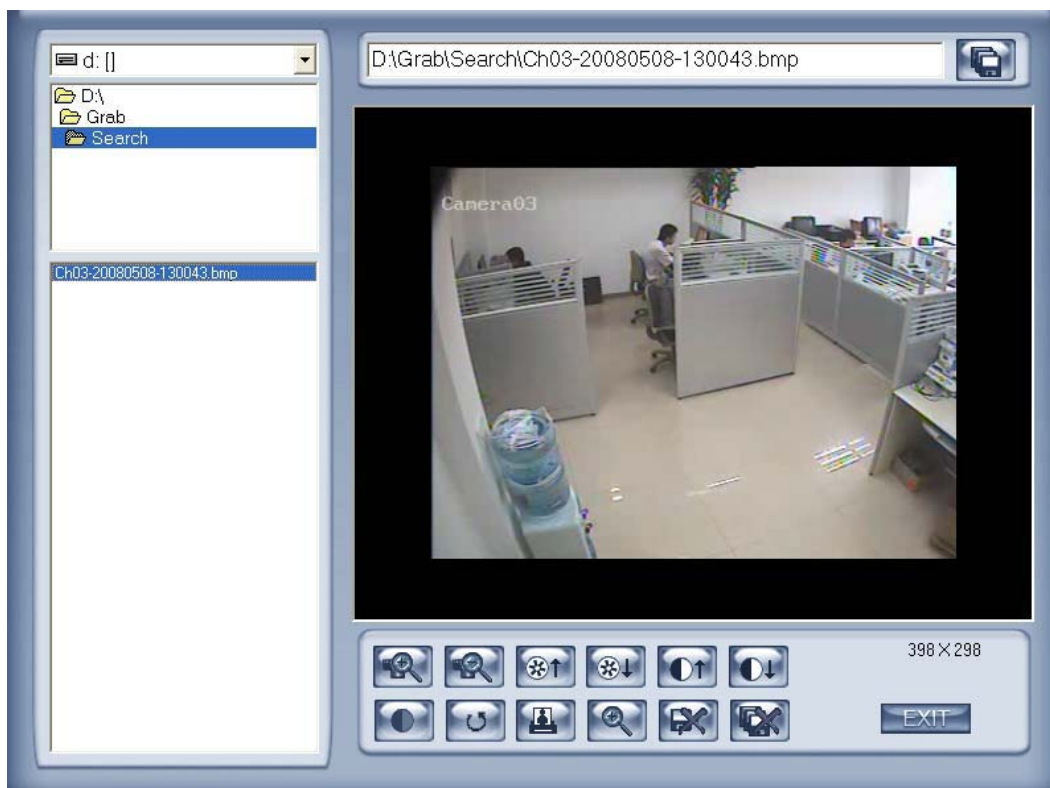 d: []
D:\
Grab
Search
Ch03-20080508-130043.bmp
D:\Grab\Search\Ch03-20080508-130043.bmp
Camera03
398×298
EXIT